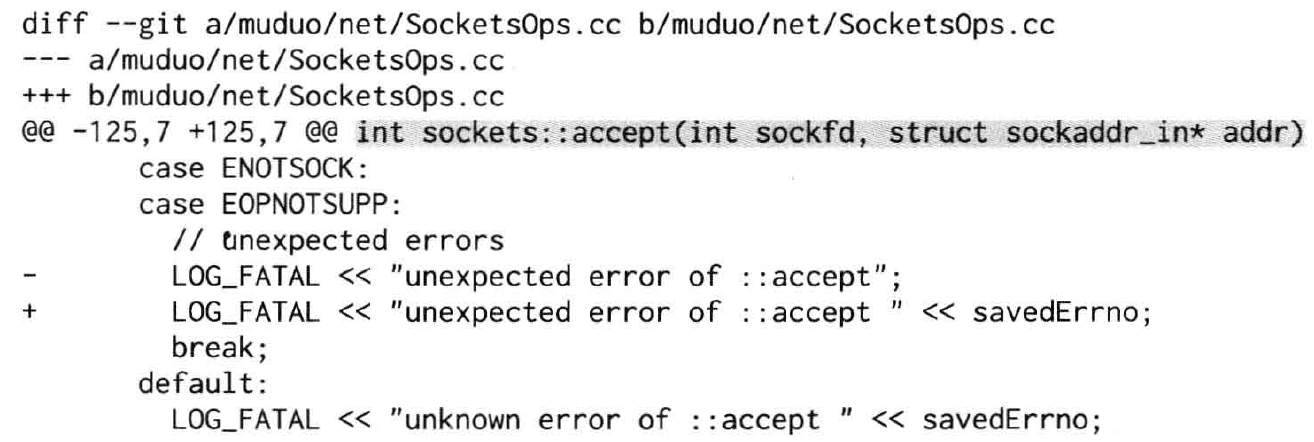 diff --git a/muduo/net/SocketsOps.cc b/muduo/net/SocketsOps.cc
--- a/muduo/net/SocketsOps.cc
+++ b/muduo/net/SocketsOps.cc
@@ -125,7 +125,7 @@ int sockets::accept(int sockfd, struct sockaddr_in* addr)
       case ENOTSOCK:
       case EOPNOTSUPP:
         // unexpected errors
-        LOG_FATAL << "unexpected error of ::accept";
+        LOG_FATAL << "unexpected error of ::accept " << savedErrno;
         break;
       default:
         LOG_FATAL << "unknown error of ::accept " << savedErrno;